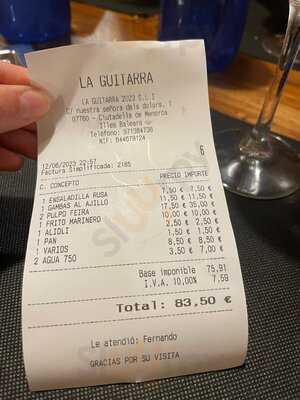 LA GUITARRA
LA GUITARRA 2023 S.L.I
C/ nuestra señora dels dolors, 1
07760 - Ciutadella de Menorca
Illes Balears
Teléfono: 971384736
6
12/06/2023 22:57
Factura Simplificada: 2165
C. CONCEPTO PRECIO IMPORTE
1 ENSALADILLA RUSA 7,50 € 7,50 €
1 GAMBAS AL AJILLO 11,50 € 11,50 €
2 PULPO FEIRA 17,50 € 35,00 €
1 FRITO MARINERO 10,00 € 10,00 €
1 ALIOLI 2,50 € 2,50 €
1 PAN 1,50 € 1,50 €
1 VARIOS 8,50 € 8,50 €
2 AGUA 750 3,50 € 7,00 €
Base imponible 75,91
I.V.A. 10,00% 7,59
Total: 83,50 €
Le atendió: Fernando
GRACIAS POR SU VISITA